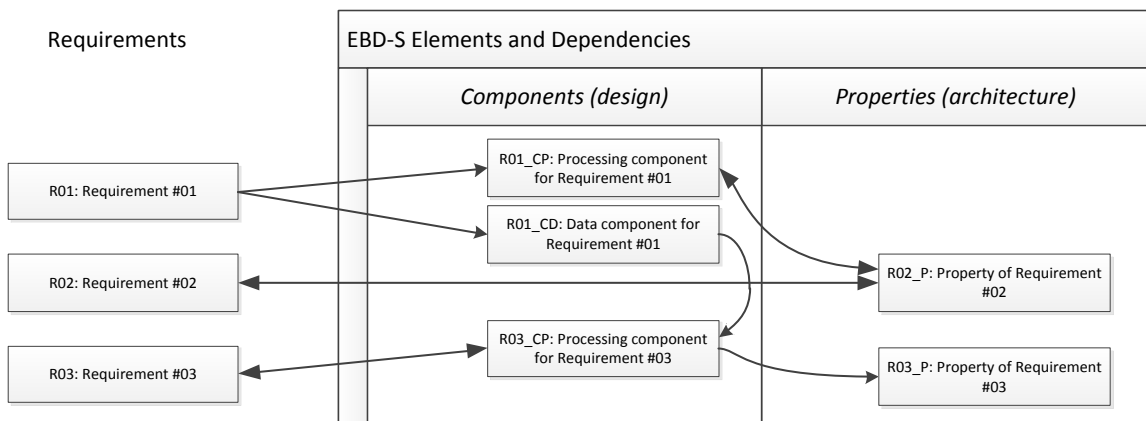 Requirements
EBD-S Elements and Dependencies
Components (design)
Properties (architecture)
R01: Requirement #01
R01_CP: Processing component
for Requirement #01
R01_CD: Data component for
Requirement #01
R02: Requirement #02
R02_P: Property of Requirement
#02
R03: Requirement #03
R03_CP: Processing component
for Requirement #03
R03_P: Property of Requirement
#03